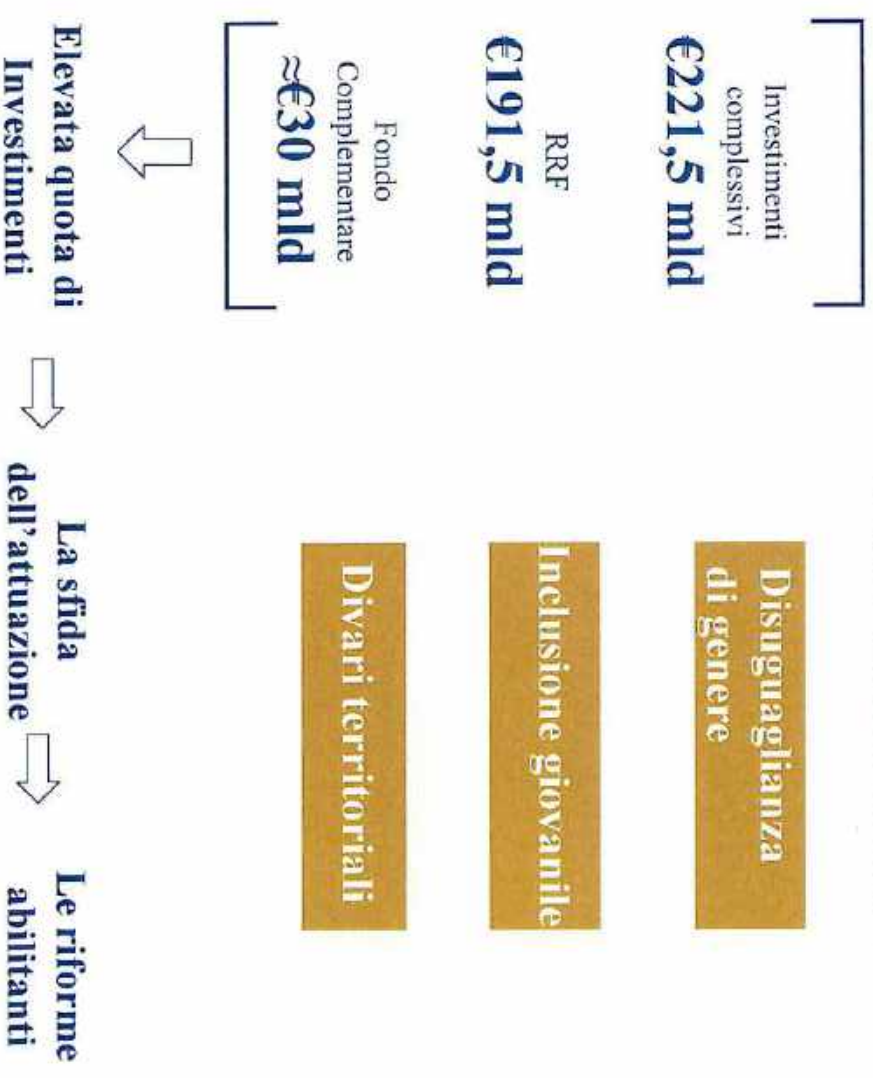 Investimenti
complessivi
€221,5 mld
RRF
€191,5 mld
Fondo
Complementare
≈€30 mld
Disuguaglianza
di genere
Inclusione giovanile
Divari territoriali
Elevata quota di
Investimenti
La sfida
dell'attuazione
Le riforme
abilitanti